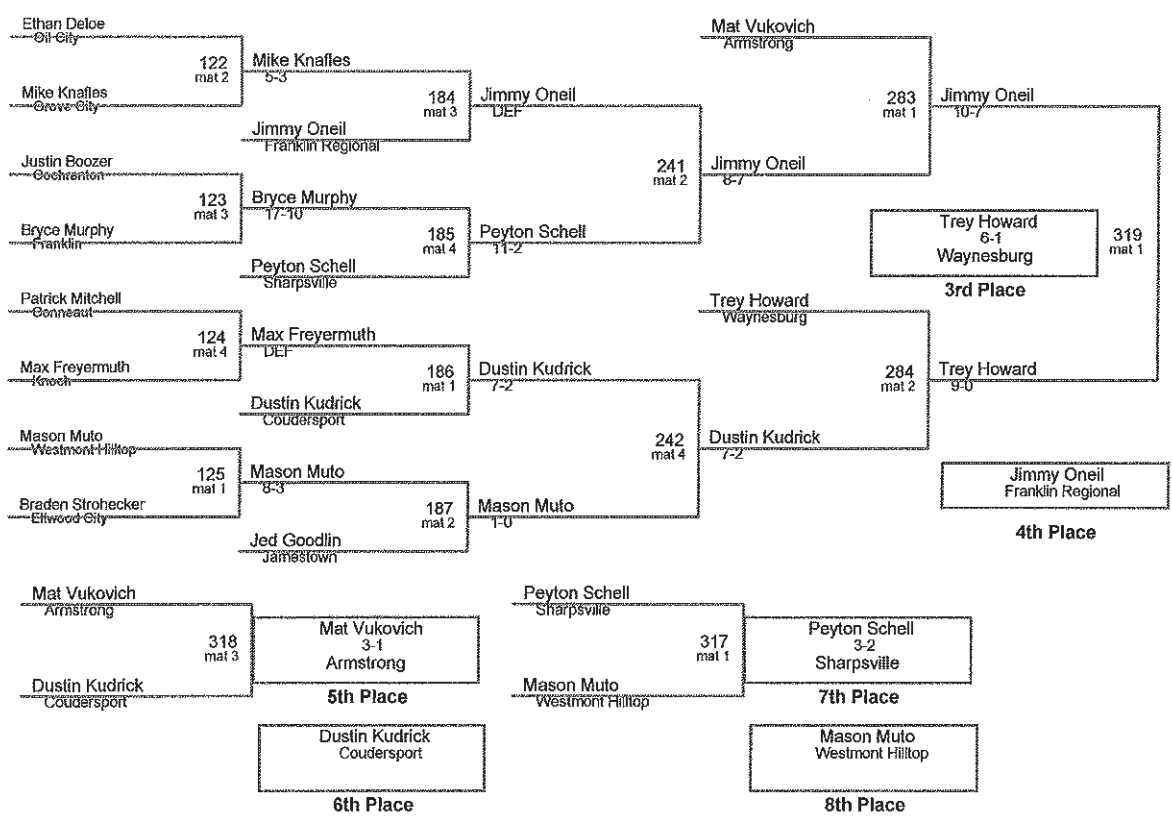 Ethan Deloe
Oil City
122
mat 2
Mike Knafles
Grove City
Mike Knafles
5-3
184
mat 3
Jimmy Oneil
Franklin Regional
Jimmy Oneil
DEF
Justin Boozer
Cochranton
123
mat 3
Bryce Murphy
Franklin
Bryce Murphy
17-10
185
mat 4
Peyton Schell
Sharpsville
Peyton Schell
11-2
241
mat 2
Jimmy Oneil
8-7
Mat Vukovich
Armstrong
283
mat 1
Jimmy Oneil
10-7
Patrick Mitchell
Conneaut
124
mat 4
Max Freyermuth
Knoch
Max Freyermuth
DEF
186
mat 1
Dustin Kudrick
Coudersport
Dustin Kudrick
7-2
Mason Muto
Westmont Hilltop
125
mat 1
Braden Strohecker
Ellwood City
Mason Muto
8-3
187
mat 2
Jed Goodlin
Jamestown
Mason Muto
1-0
242
mat 4
Dustin Kudrick
7-2
Trey Howard
Waynesburg
284
mat 2
Trey Howard
9-0
319
mat 1
Trey Howard
6-1
Waynesburg
3rd Place
Jimmy Oneil
Franklin Regional
4th Place
Mat Vukovich
Armstrong
318
mat 3
Dustin Kudrick
Coudersport
Mat Vukovich
3-1
Armstrong
5th Place
Dustin Kudrick
Coudersport
6th Place
Peyton Schell
Sharpsville
317
mat 1
Mason Muto
Westmont Hilltop
Peyton Schell
3-2
Sharpsville
7th Place
Mason Muto
Westmont Hilltop
8th Place